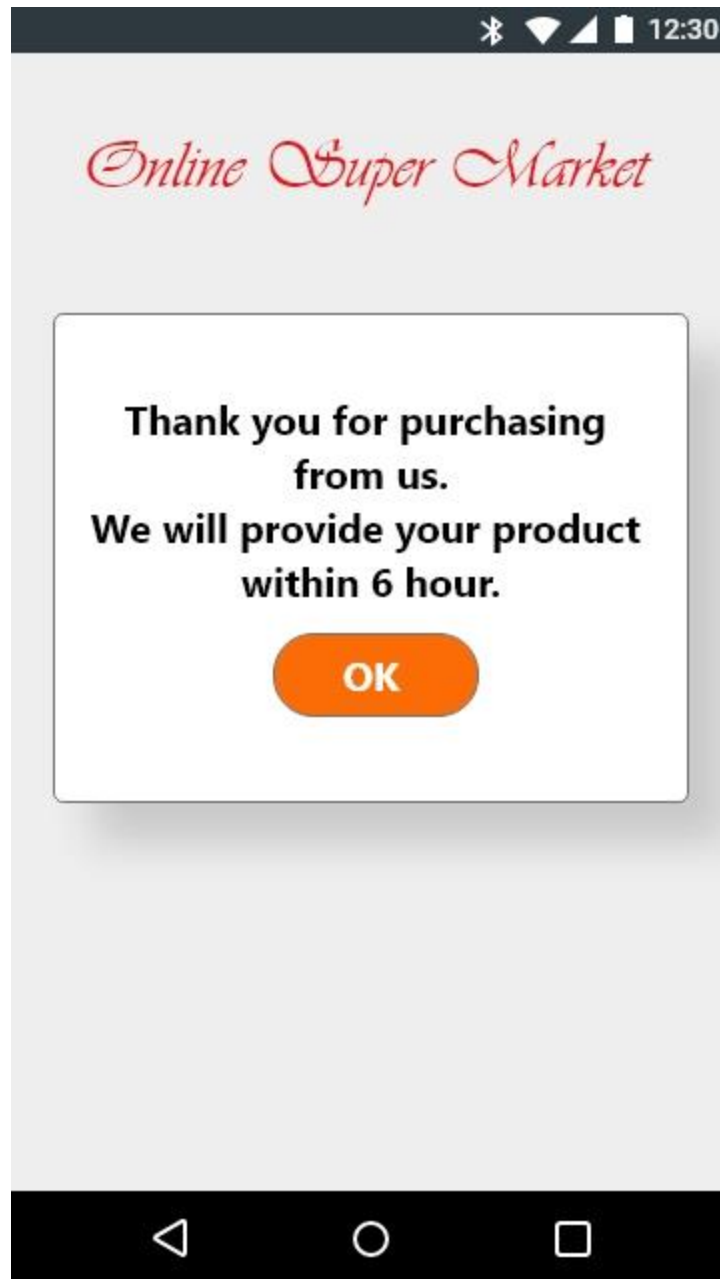 12:30
Online Super Market
Thank you for purchasing
from us.
We will provide your product
within 6 hour.
OK